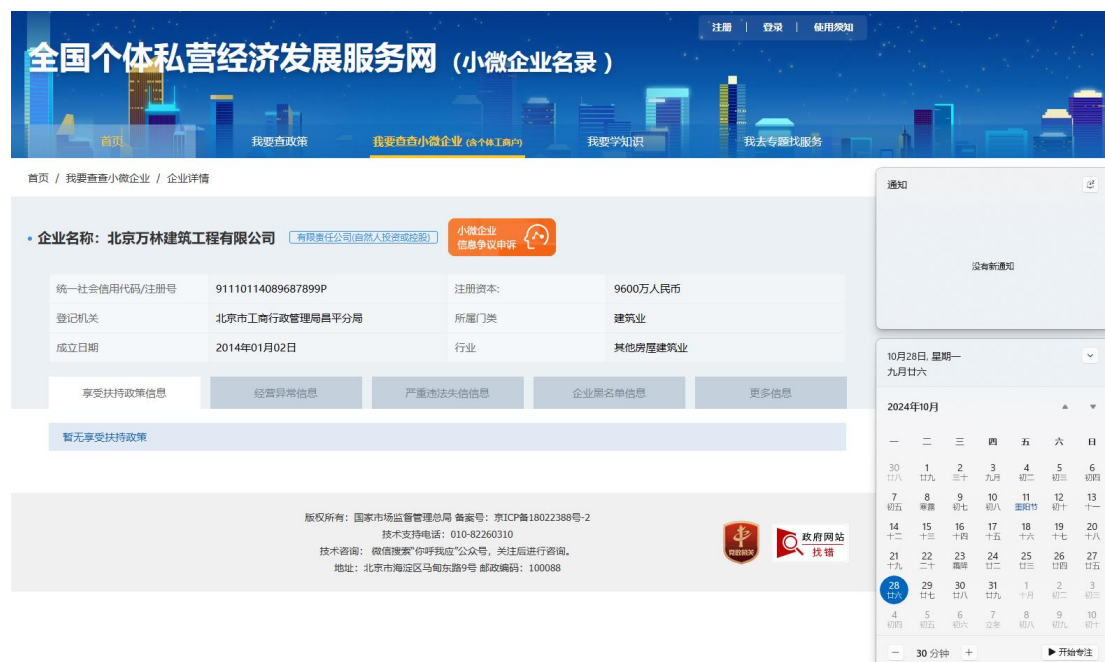 注册 | 登录 | 使用须知
全国个体私营经济发展服务网（小微企业名录）
首页 我要查政策 我要查查小微企业 (含个体工商户) 我要学知识 我去专题找服务
首页 / 我要查查小微企业 / 企业详情
• 企业名称：北京万林建筑工程有限公司 有限责任公司(自然人投资或控股) 小微企业
信息争议申诉
统一社会信用代码/注册号 91110114089687899P 注册资本: 9600万人民币
登记机关 北京市工商行政管理局昌平分局 所属门类 建筑业
成立日期 2014年01月02日 行业 其他房屋建筑业
享受扶持政策信息 经营异常信息 严重违法失信信息 企业黑名单信息 更多信息
暂无享受扶持政策
版权所有：国家市场监督管理总局 备案号：京ICP备18022388号-2
技术支持电话：010-82260310
技术咨询： 微信搜索“你呼我应”公众号，关注后进行咨询。
地址：北京市海淀区马甸东路9号 邮政编码：100088
党政机关
政府网站
找错
通知
没有新通知
10月28日, 星期一
九月廿六
2024年10月
一 二 三 四 五 六 日
30 1 2 3 4 5 6
廿八 廿九 三十 九月 初二 初三 初四
7 8 9 10 11 12 13
初五 寒露 初七 初八 重阳节 初十 十一
14 15 16 17 18 19 20
十二 十三 十四 十五 十六 十七 十八
21 22 23 24 25 26 27
十九 二十 霜降 廿二 廿三 廿四 廿五
28 29 30 31 1 2 3
廿六 廿七 廿八 廿九 十月 初二 初三
4 5 6 7 8 9 10
初四 初五 初六 立冬 初八 初九 初十
30 分钟 开始专注